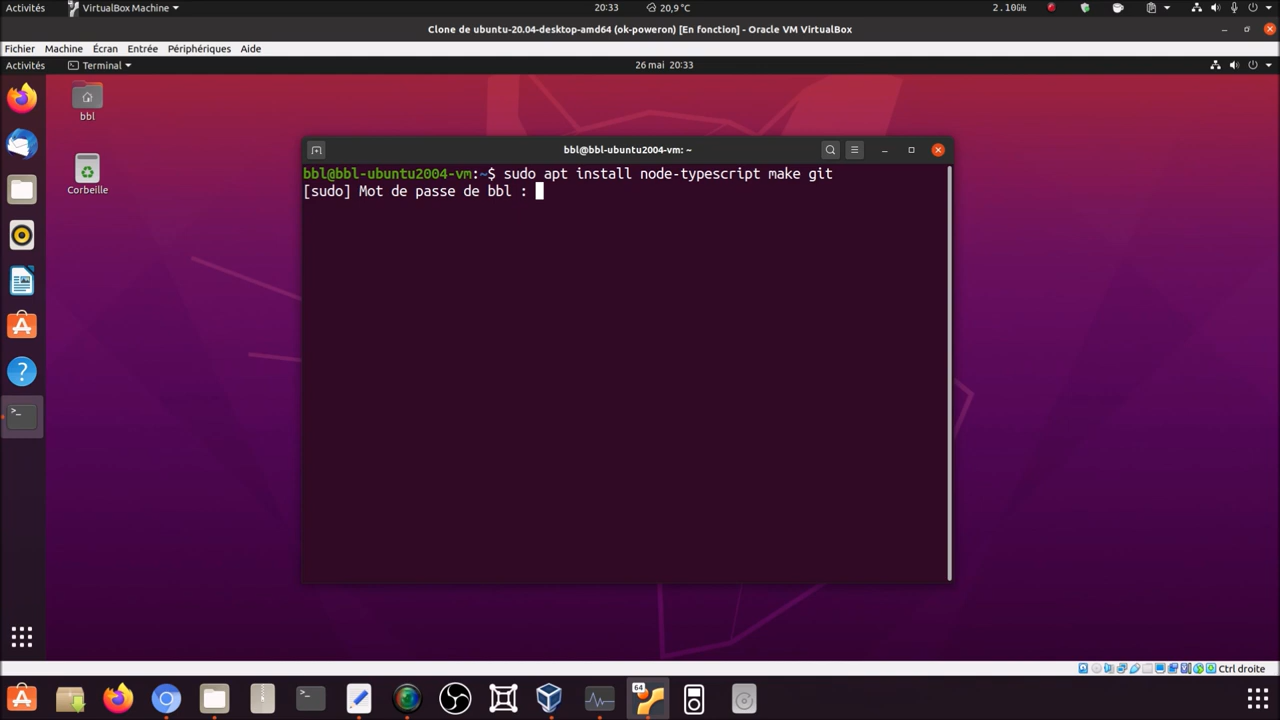 Activités VirtualBox Machine 20:33 20,9 °C 2.10GHz
Clone de ubuntu-20.04-desktop-amd64 (ok-poweron) [En fonction] - Oracle VM VirtualBox
Fichier Machine Écran Entrée Périphériques Aide
Activités Terminal 26 mai 20:33
bbl
Corbeille
bbl@bbl-ubuntu2004-vm: ~
bbl@bbl-ubuntu2004-vm:~$ sudo apt install node-typescript make git
[sudo] Mot de passe de bbl :
Ctrl droite
64